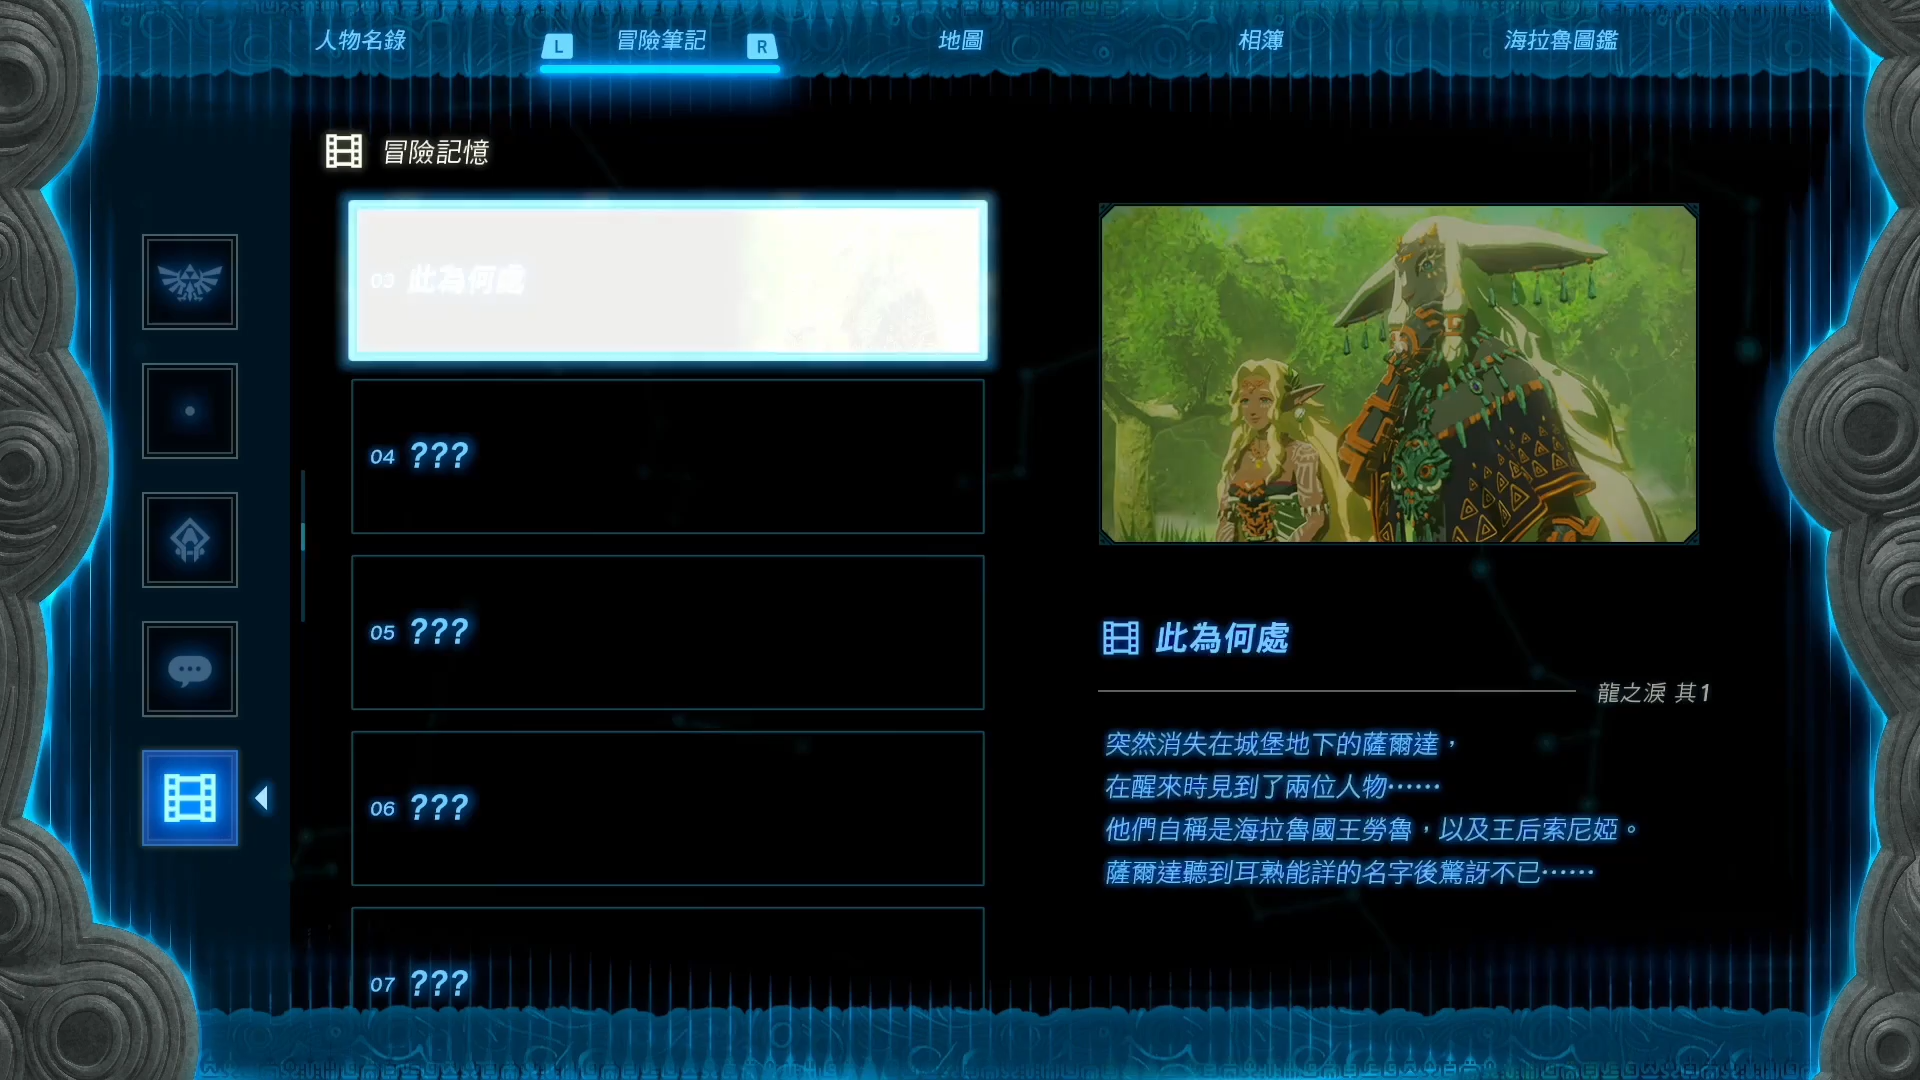 人物名錄
L 冒險筆記 R
地圖
相簿
海拉魯圖鑑
冒險記憶
03 此為何處
04 ???
05 ???
06 ???
07 ???
此為何處
龍之淚 其1
突然消失在城堡地下的薩爾達，
在醒來時見到了兩位人物⋯⋯
他們自稱是海拉魯國王勞魯，以及王后索尼婭。
薩爾達聽到耳熟能詳的名字後驚訝不已⋯⋯